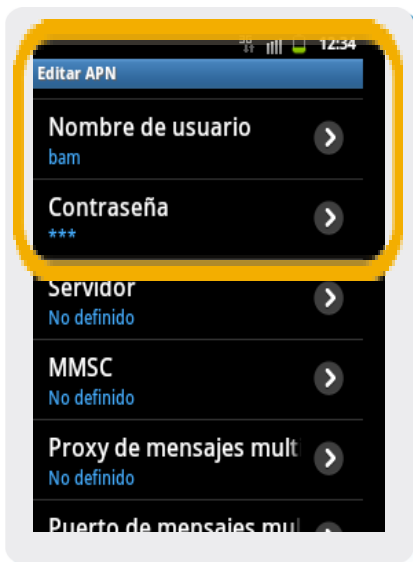 12:34
Editar APN
Nombre de usuario
bam
Contraseña
***
Servidor
No definido
MMSC
No definido
Proxy de mensajes mult
No definido
Puerto de mensajes mul